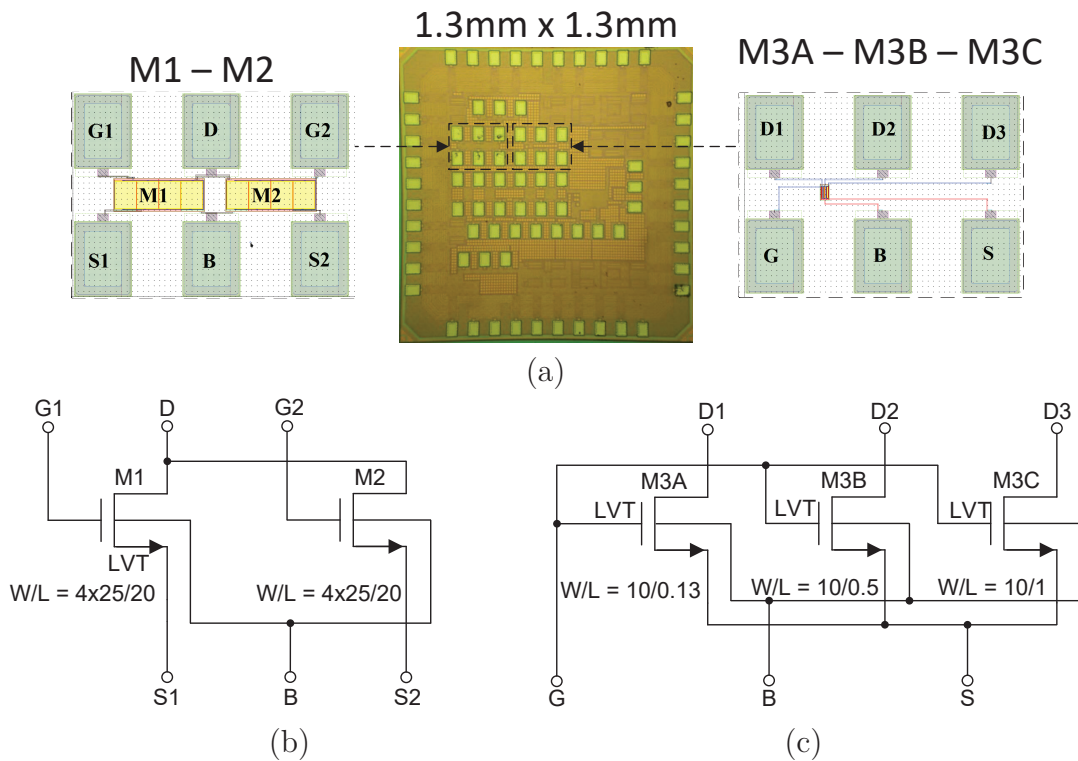 1.3mm x 1.3mm
M1 – M2
M3A – M3B – M3C
G1 D G2
M1 M2
S1 B S2
D1 D2 D3
G B S
(a)
G1 D G2
M1 M2
LVT
W/L = 4x25/20 W/L = 4x25/20
S1 B S2
(b)
D1 D2 D3
M3A M3B M3C
LVT LVT LVT
W/L = 10/0.13 W/L = 10/0.5 W/L = 10/1
G B S
(c)